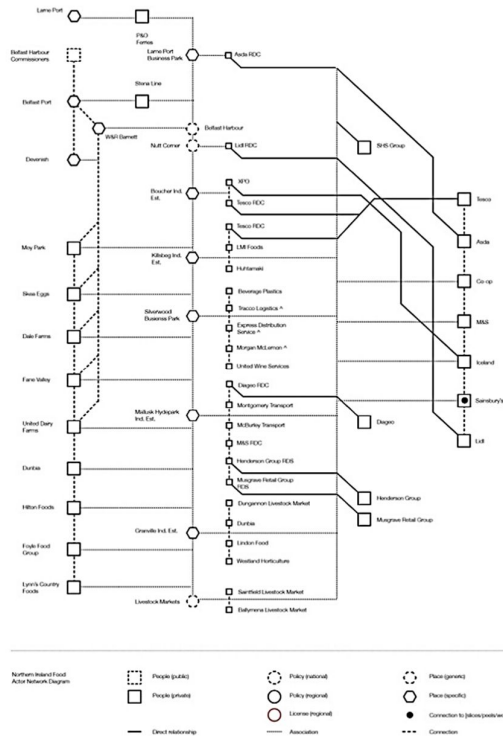 Larne Port
P&O
Ferries
Belfast Harbour
Commissioners
Larne Port
Business Park
Asda RDC
Stena Line
Belfast Port
W&R Barnett
Belfast Harbour
Nutt Corner
Lidl RDC
SHS Group
Devenish
XPO
Boucher Ind.
Est.
Tesco RDC
Tesco
Tesco RDC
Moy Park
LMI Foods
Asda
Killsbeg Ind.
Est.
Huhtamaki
Co-op
Skea Eggs
Beverage Plastics
Silverwood
Business Park
Tracco Logistics ^
Express Distribution
Service ^
M&S
Dale Farms
Morgan McLernon ^
Iceland
United Wine Services
Fane Valley
Diageo RDC
Sainsbury's
Montgomery Transport
Mallusk Hydepark
Ind. Est.
United Dairy
Farms
McBurley Transport
Diageo
M&S RDC
Lidl
Henderson Group RDS
Dunbia
Musgrave Retail Group
RDS
Henderson Group
Hilton Foods
Dungannon Livestock Market
Musgrave Retail Group
Granville Ind. Est.
Dunbia
Foyle Food
Group
Linden Food
Westland Horticulture
Lynn's Country
Foods
Saintfield Livestock Market
Livestock Markets
Ballymena Livestock Market
Northern Ireland Food
Actor Network Diagram
People (public)
Policy (national)
Place (generic)
People (private)
Policy (regional)
Place (specific)
License (regional)
Connection to
Direct relationship
Association
Connection